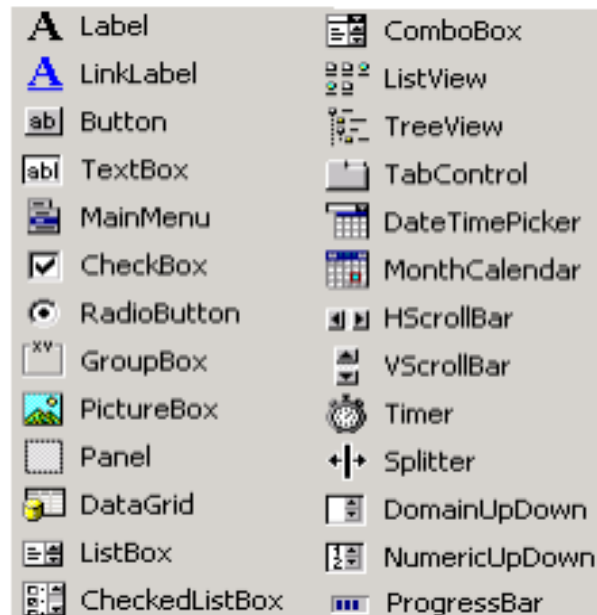 Label
LinkLabel
Button
TextBox
MainMenu
CheckBox
RadioButton
GroupBox
PictureBox
Panel
DataGrid
ListBox
CheckedListBox
ComboBox
ListView
TreeView
TabControl
DateTimePicker
MonthCalendar
HScrollBar
VScrollBar
Timer
Splitter
DomainUpDown
NumericUpDown
ProgressBar